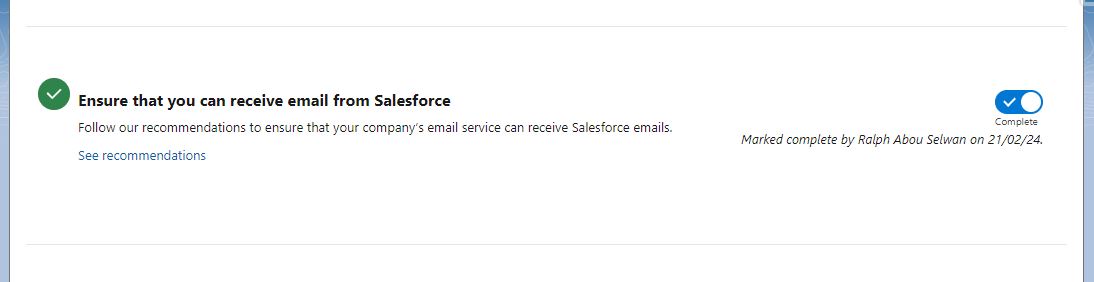 Ensure that you can receive email from Salesforce
Follow our recommendations to ensure that your company's email service can receive Salesforce emails.
See recommendations
Complete
Marked complete by Ralph Abou Selwan on 21/02/24.